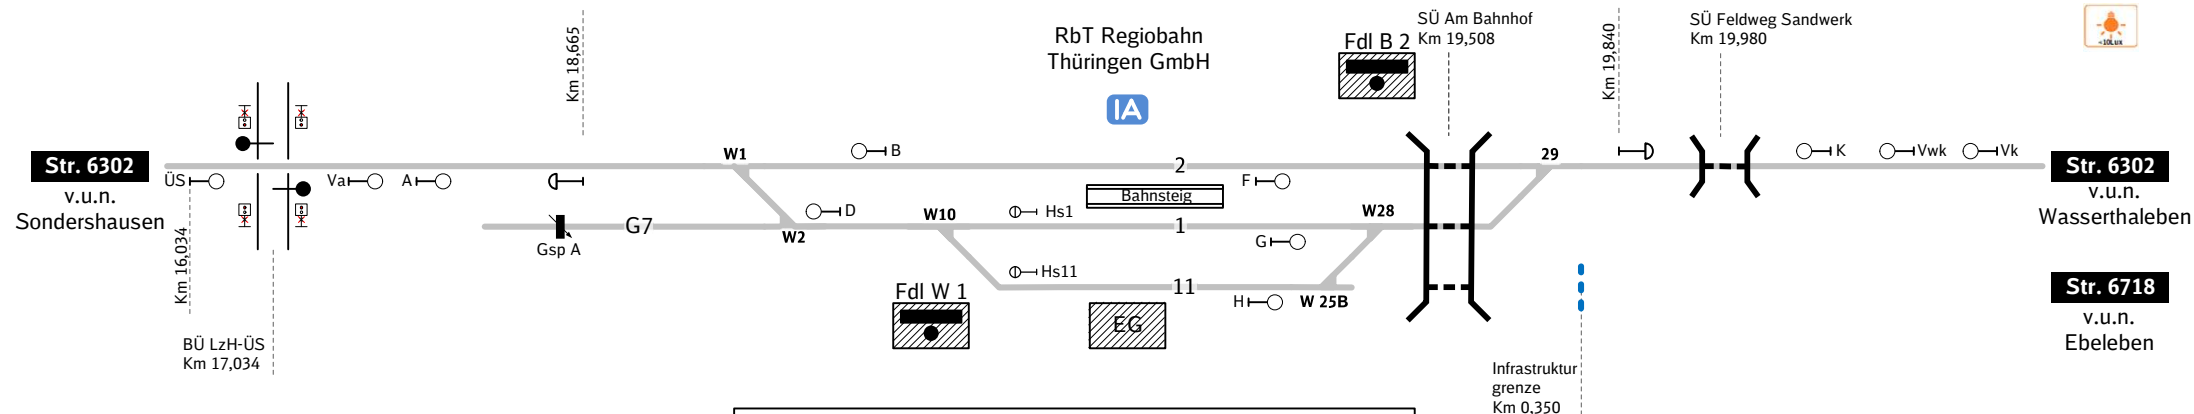 SÜ Am Bahnhof
Km 19,508
SÜ Feldweg Sandwerk
Km 19,980
RbT Regiobahn
Thüringen GmbH
Fdl B 2
Km 18,665
Km 19,840
<10Lux
IA
W1
B
2
29
K
Vwk
Vk
Str. 6302
v.u.n.
Sondershausen
ÜS
Va
A
F
Bahnsteig
Str. 6302
v.u.n.
Wasserthaleben
D
W10
Hs1
W28
G7
W2
1
Gsp A
G
Km 16,034
Hs11
11
H
W 25B
Fdl W 1
EG
Str. 6718
v.u.n.
Ebeleben
BÜ LzH-ÜS
Km 17,034
Infrastruktur
grenze
Km 0,350